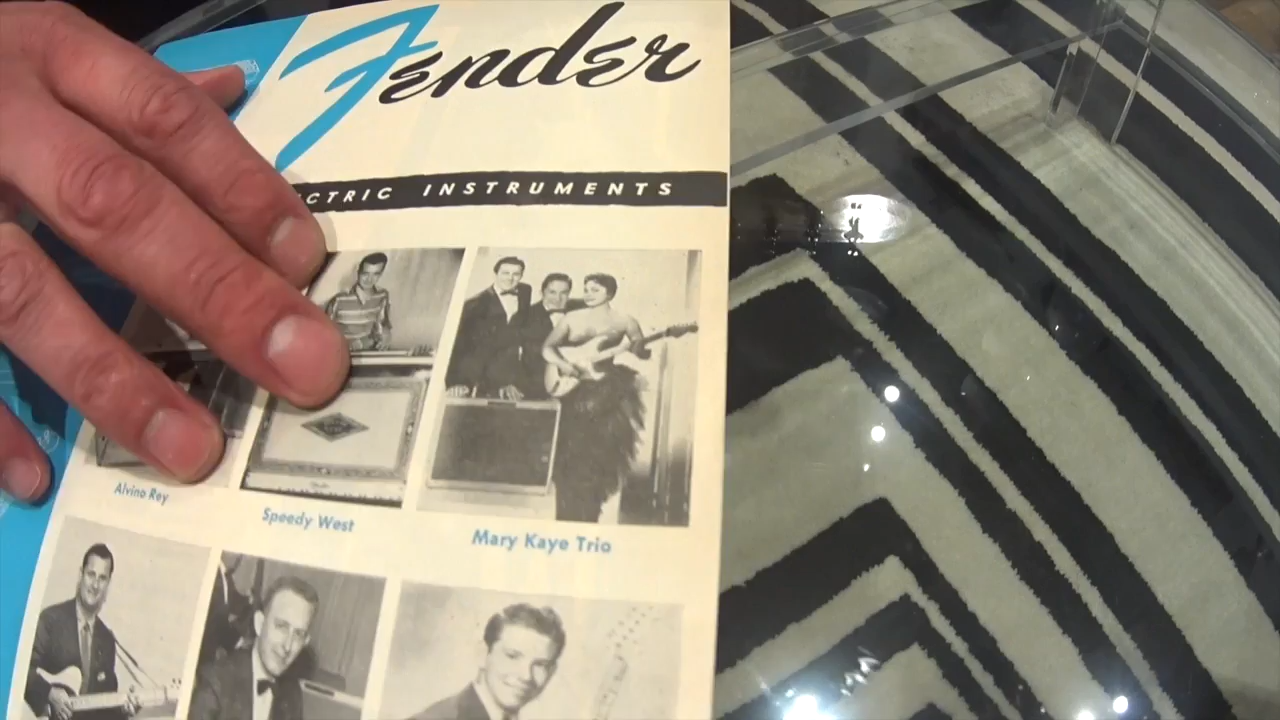 Fender
CTRIC INSTRUMENTS
Alvino Rey
Speedy West
Mary Kaye Trio